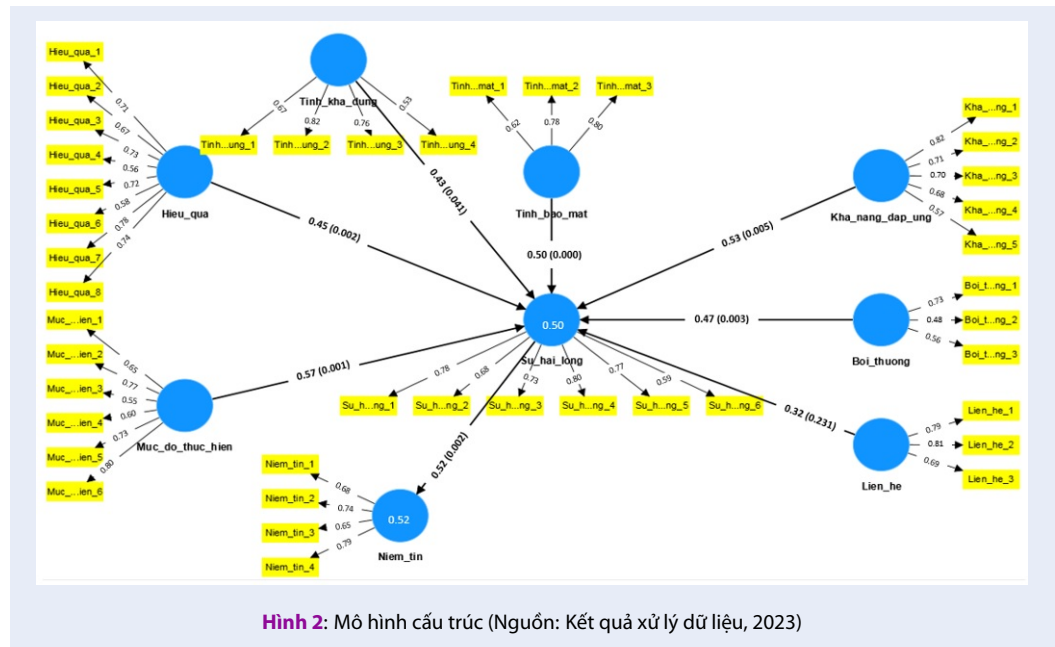 Hieu_qua_1
Hieu_qua_2
Hieu_qua_3
Hieu_qua_4
Hieu_qua_5
Hieu_qua_6
Hieu_qua_7
Hieu_qua_8
0.71
0.67
0.73
0.56
0.72
0.58
0.78
0.74
Hieu_qua
Tinh_kha_dung
0.67
0.82
0.76
0.53
Tinh...ung_1
Tinh...ung_2
Tinh...ung_3
Tinh...ung_4
Tinh...mat_1
Tinh...mat_2
Tinh...mat_3
0.62
0.78
0.80
Tinh_bao_mat
Kha_...ng_1
Kha_...ng_2
Kha_...ng_3
Kha_...ng_4
Kha_...ng_5
0.82
0.71
0.70
0.68
0.57
Kha_nang_dap_ung
0.43 (0.041)
0.45 (0.002)
0.50 (0.000)
0.53 (0.005)
Muc_...ien_1
Muc_...ien_2
Muc_...ien_3
Muc_...ien_4
Muc_...ien_5
Muc_...ien_6
0.65
0.77
0.55
0.60
0.73
0.80
Muc_do_thuc_hien
0.57 (0.001)
0.50
Su_hai_long
0.47 (0.003)
Boi_t...ng_1
Boi_t...ng_2
Boi_t...ng_3
0.73
0.48
0.56
Boi_thuong
0.78
0.68
0.73
0.80
0.77
0.59
Su_h...ng_1
Su_h...ng_2
Su_h...ng_3
Su_h...ng_4
Su_h...ng_5
Su_h...ng_6
0.32 (0.231)
Lien_he_1
Lien_he_2
Lien_he_3
0.79
0.81
0.69
Lien_he
0.52 (0.002)
Niem_tin_1
Niem_tin_2
Niem_tin_3
Niem_tin_4
0.68
0.74
0.65
0.79
0.52
Niem_tin
Hình 2: Mô hình cấu trúc (Nguồn: Kết quả xử lý dữ liệu, 2023)